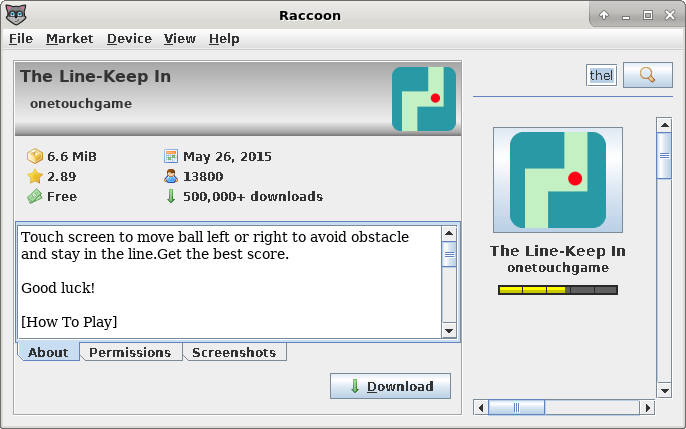 Raccoon
File Market Device View Help
The Line-Keep In
onetouchgame
6.6 MiB May 26, 2015
2.89 13800
Free 500,000+ downloads
Touch screen to move ball left or right to avoid obstacle
and stay in the line.Get the best score.
Good luck!
[How To Play]
About Permissions Screenshots
Download
thel
The Line-Keep In
onetouchgame